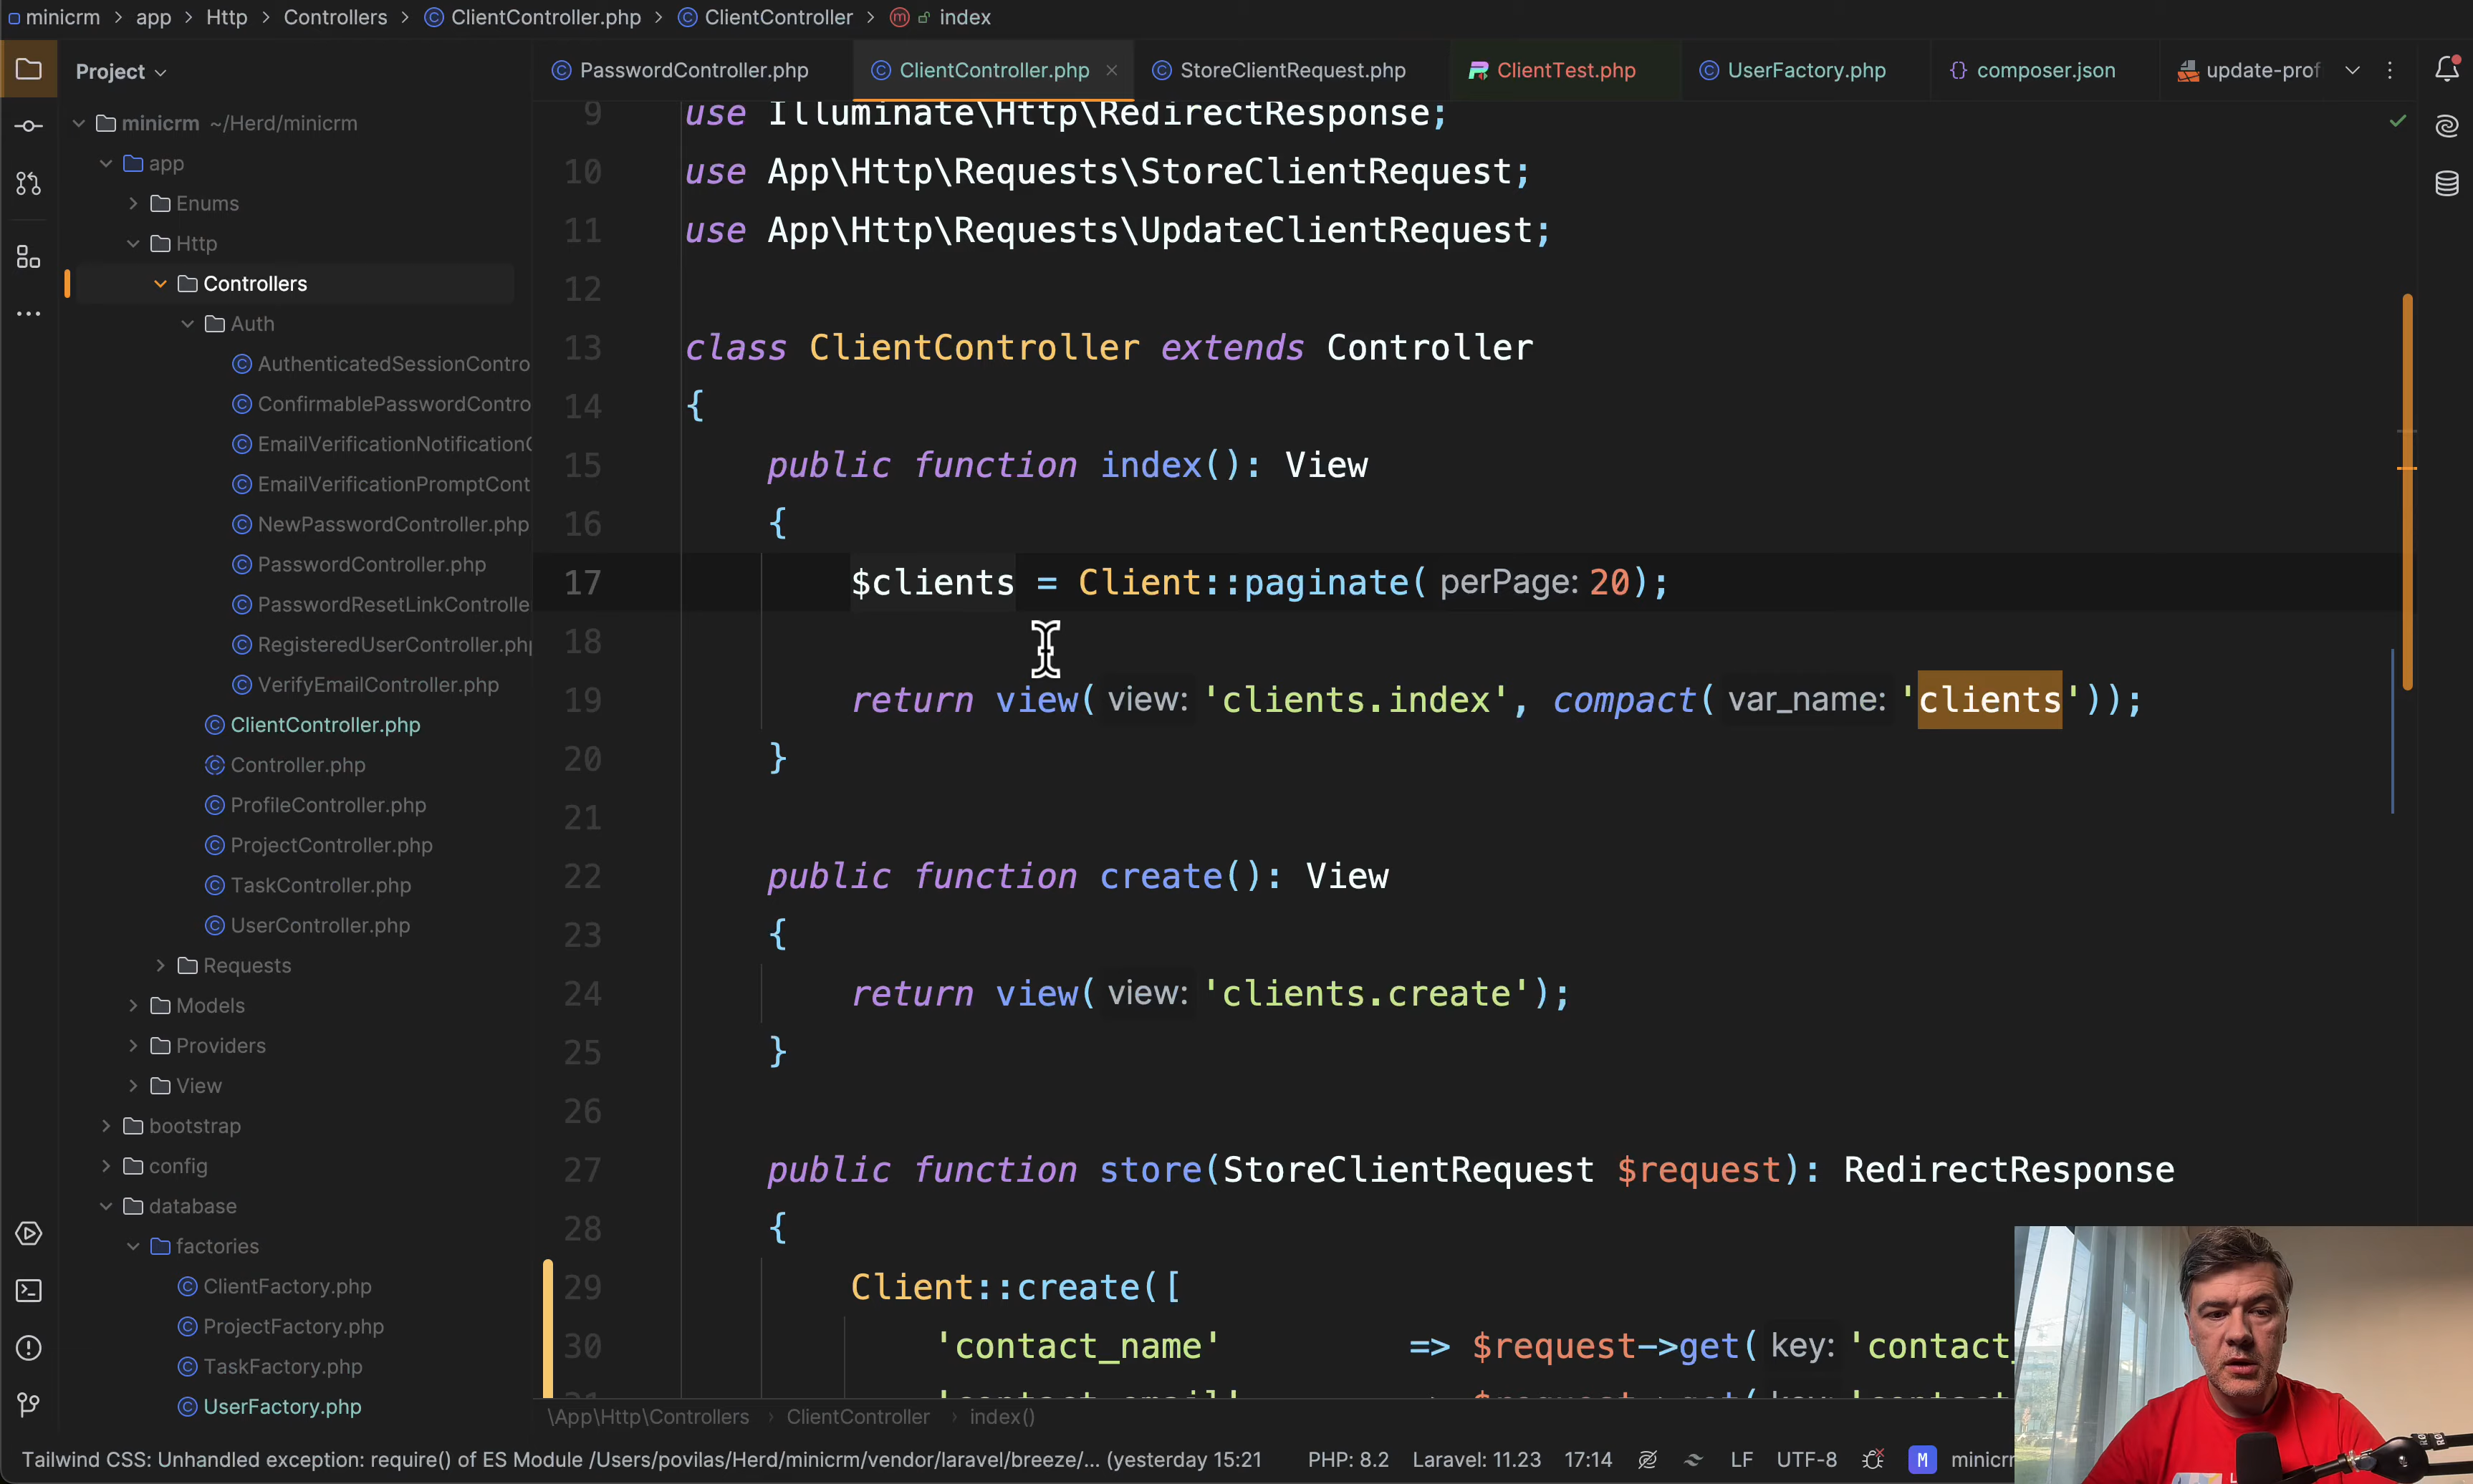 minicrm > app > Http > Controllers > ClientController.php > ClientController > index
Project
PasswordController.php
ClientController.php
StoreClientRequest.php
ClientTest.php
UserFactory.php
composer.json
update-prof
minicrm ~/Herd/minicrm
app
Enums
Http
Controllers
Auth
AuthenticatedSessionContro
ConfirmablePasswordContro
EmailVerificationNotification
EmailVerificationPromptCont
NewPasswordController.php
PasswordController.php
PasswordResetLinkControlle
RegisteredUserController.php
VerifyEmailController.php
ClientController.php
Controller.php
ProfileController.php
ProjectController.php
TaskController.php
UserController.php
Requests
Models
Providers
View
bootstrap
config
database
factories
ClientFactory.php
ProjectFactory.php
TaskFactory.php
UserFactory.php
9 use Illuminate\Http\RedirectResponse;
10 use App\Http\Requests\StoreClientRequest;
11 use App\Http\Requests\UpdateClientRequest;
12
13 class ClientController extends Controller
14 {
15 public function index(): View
16 {
17 $clients = Client::paginate( perPage: 20);
18
19 return view( view: 'clients.index', compact( var_name: 'clients'));
20 }
21
22 public function create(): View
23 {
24 return view( view: 'clients.create');
25 }
26
27 public function store(StoreClientRequest $request): RedirectResponse
28 {
29 Client::create([
30 'contact_name' => $request->get( key: 'contact_
\App\Http\Controllers > ClientController > index()
Tailwind CSS: Unhandled exception: require() of ES Module /Users/povilas/Herd/minicrm/vendor/laravel/breeze/... (yesterday 15:21
PHP: 8.2 Laravel: 11.23 17:14 LF UTF-8 M minicrm